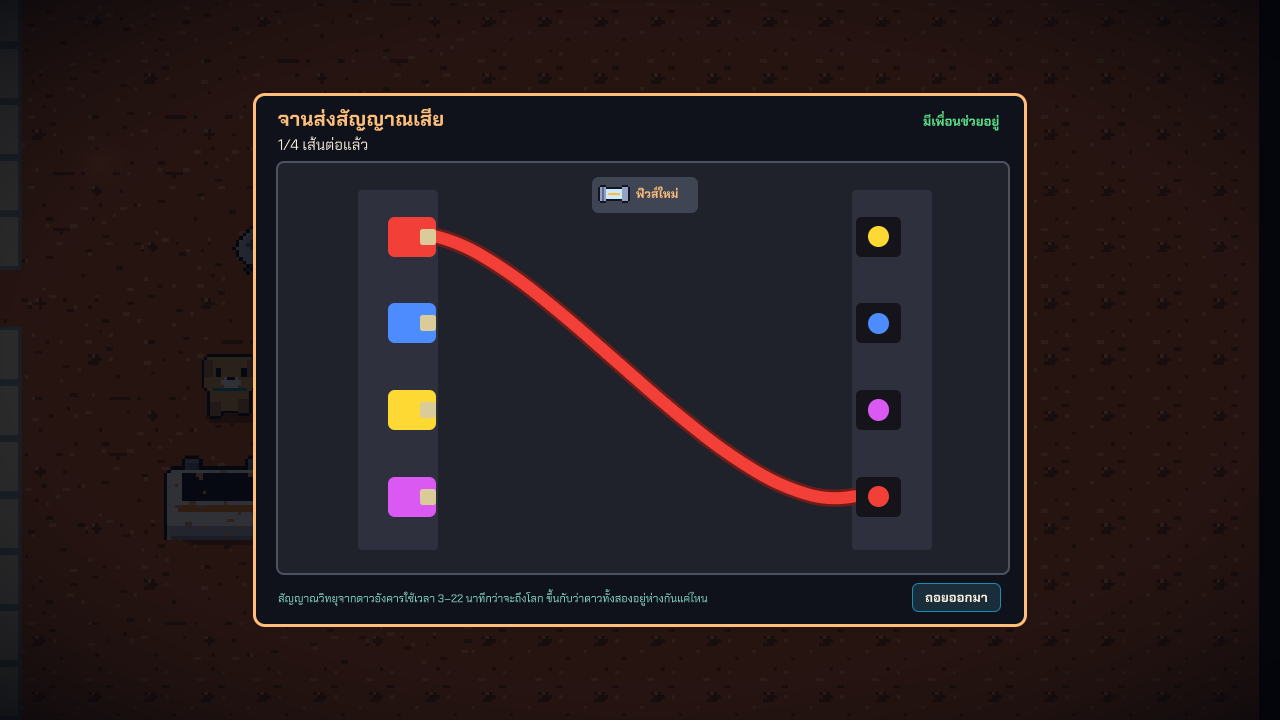 จานส่งสัญญาณเสีย
มีเพื่อนช่วยอยู่
1/4 เส้นต่อแล้ว
ฟิวส์ใหม่
สัญญาณวิทยุจากดาวอังคารใช้เวลา 3–22 นาทีกว่าจะถึงโลก ขึ้นกับว่าดาวทั้งสองอยู่ห่างกันแค่ไหน
ถอยออกมา